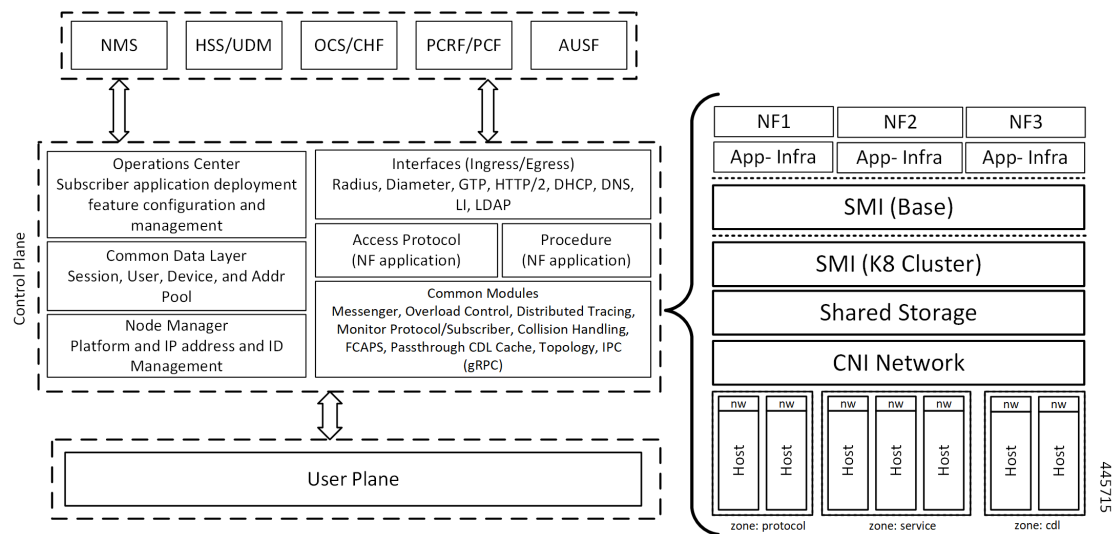 NMS
HSS/UDM
OCS/CHF
PCRF/PCF
AUSF
Control Plane
Operations Center
Subscriber application deployment
feature configuration and
management
Common Data Layer
Session, User, Device, and Addr
Pool
Node Manager
Platform and IP address and ID
Management
Interfaces (Ingress/Egress)
Radius, Diameter, GTP, HTTP/2, DHCP, DNS,
LI, LDAP
Access Protocol
(NF application)
Procedure
(NF application)
Common Modules
Messenger, Overload Control, Distributed Tracing,
Monitor Protocol/Subscriber, Collision Handling,
FCAPS, Passthrough CDL Cache, Topology, IPC
(gRPC)
User Plane
NF1
NF2
NF3
App- Infra
App- Infra
App- Infra
SMI (Base)
SMI (K8 Cluster)
Shared Storage
CNI Network
nw
nw
nw
nw
nw
nw
nw
Host
Host
Host
Host
Host
Host
Host
zone: protocol
zone: service
zone: cdl
445715